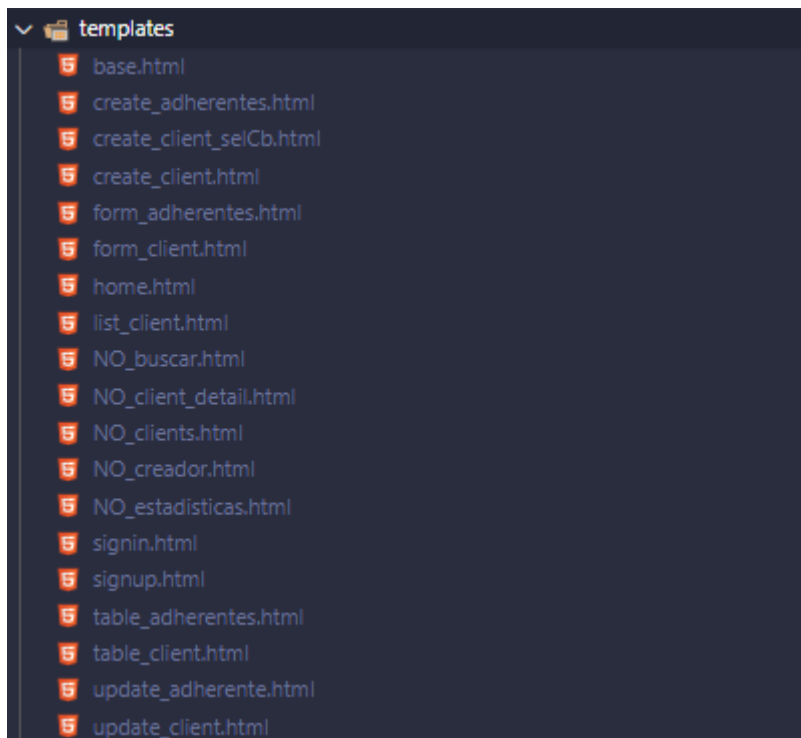 templates
base.html
create_adherentes.html
create_client_selCb.html
create_client.html
form_adherentes.html
form_client.html
home.html
list_client.html
NO_buscar.html
NO_client_detail.html
NO_clients.html
NO_creador.html
NO_estadisticas.html
signin.html
signup.html
table_adherentes.html
table_client.html
update_adherente.html
update_client.html